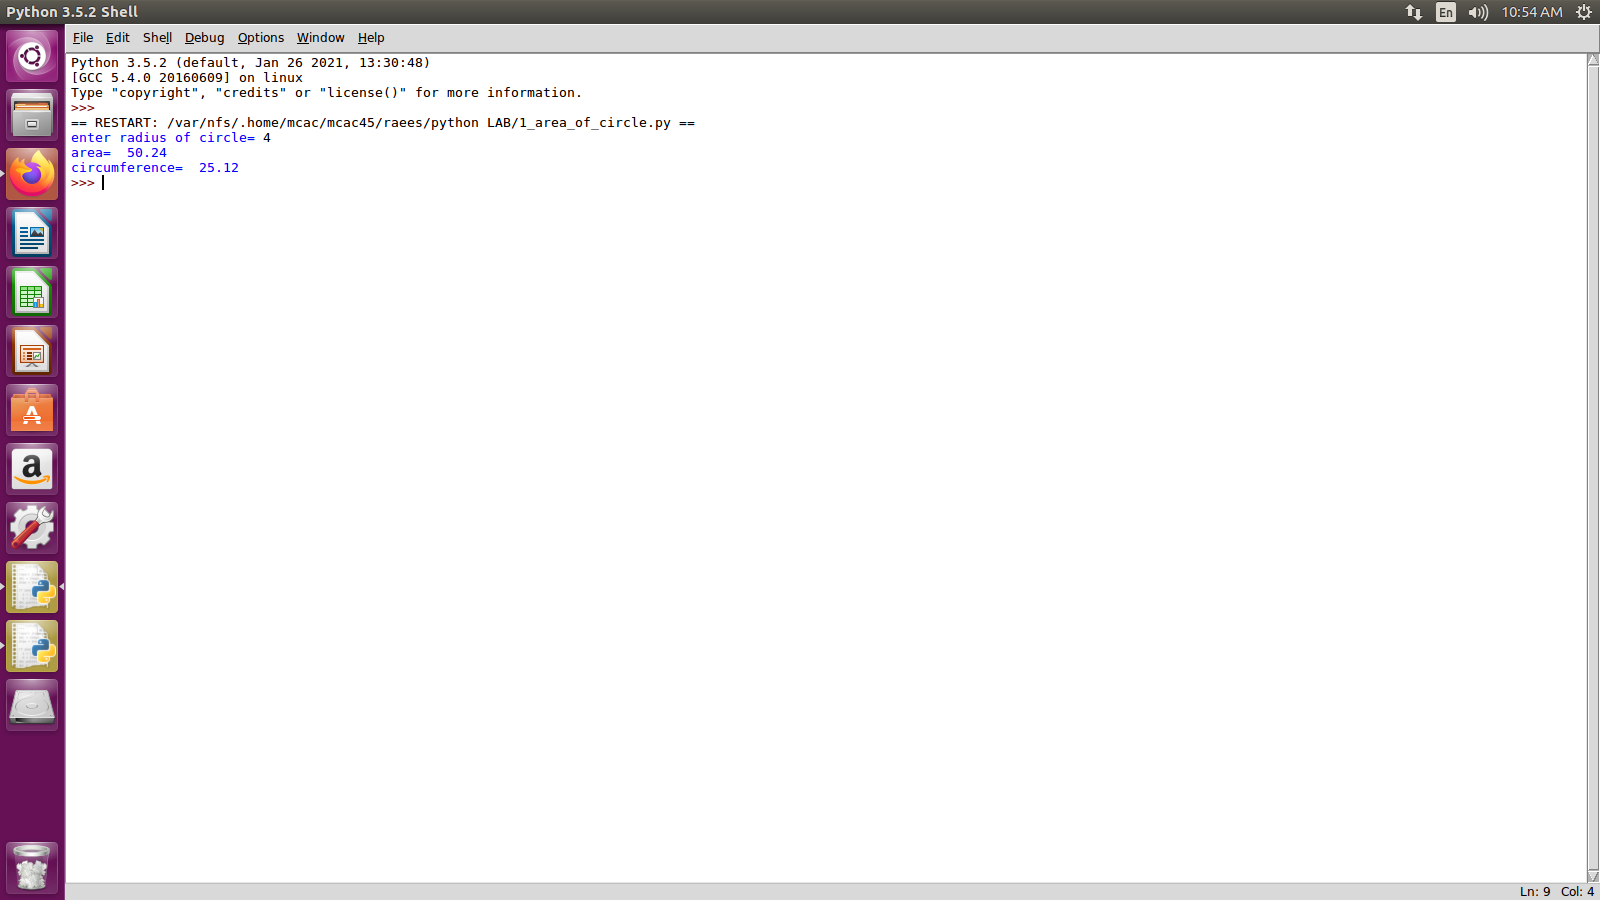 Python 3.5.2 Shell
En
10:54 AM
File Edit Shell Debug Options Window Help
Python 3.5.2 (default, Jan 26 2021, 13:30:48)
[GCC 5.4.0 20160609] on linux
Type "copyright", "credits" or "license()" for more information.
>>>
== RESTART: /var/nfs/.home/mcac/mcac45/raees/python LAB/1_area_of_circle.py ==
enter radius of circle= 4
area=  50.24
circumference=  25.12
>>>
A
a
Ln: 9 Col: 4